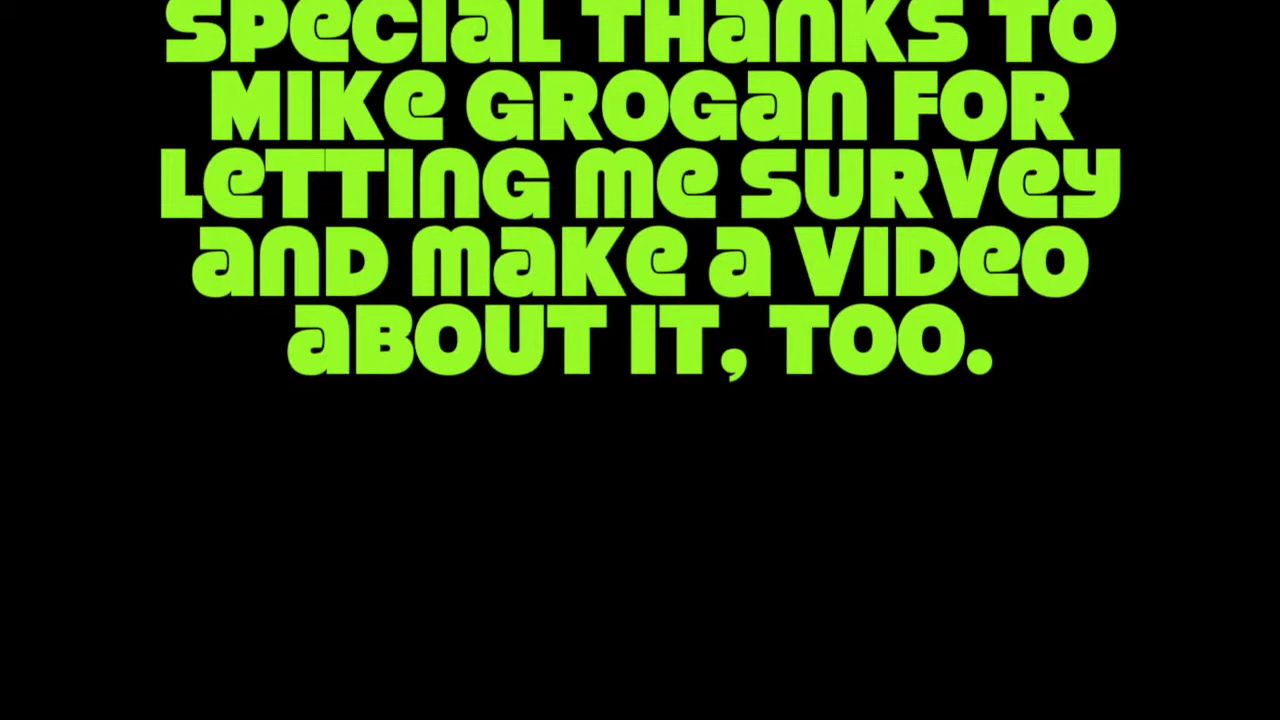 SPECIAL THANKS TO
MIKE GROGAN FOR
LETTING ME SURVEY
AND MAKE A VIDEO
ABOUT IT, TOO.